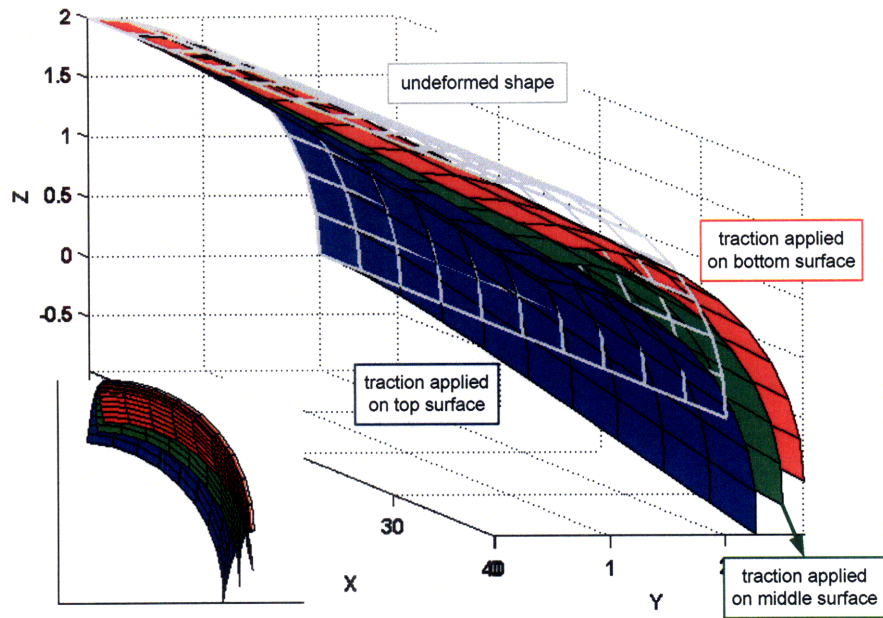 2
1.5
undeformed shape
1
Z
0.5
0
traction applied
on bottom surface
-0.5
traction applied
on top surface
30
40
1
X
Y
traction applied
on middle surface